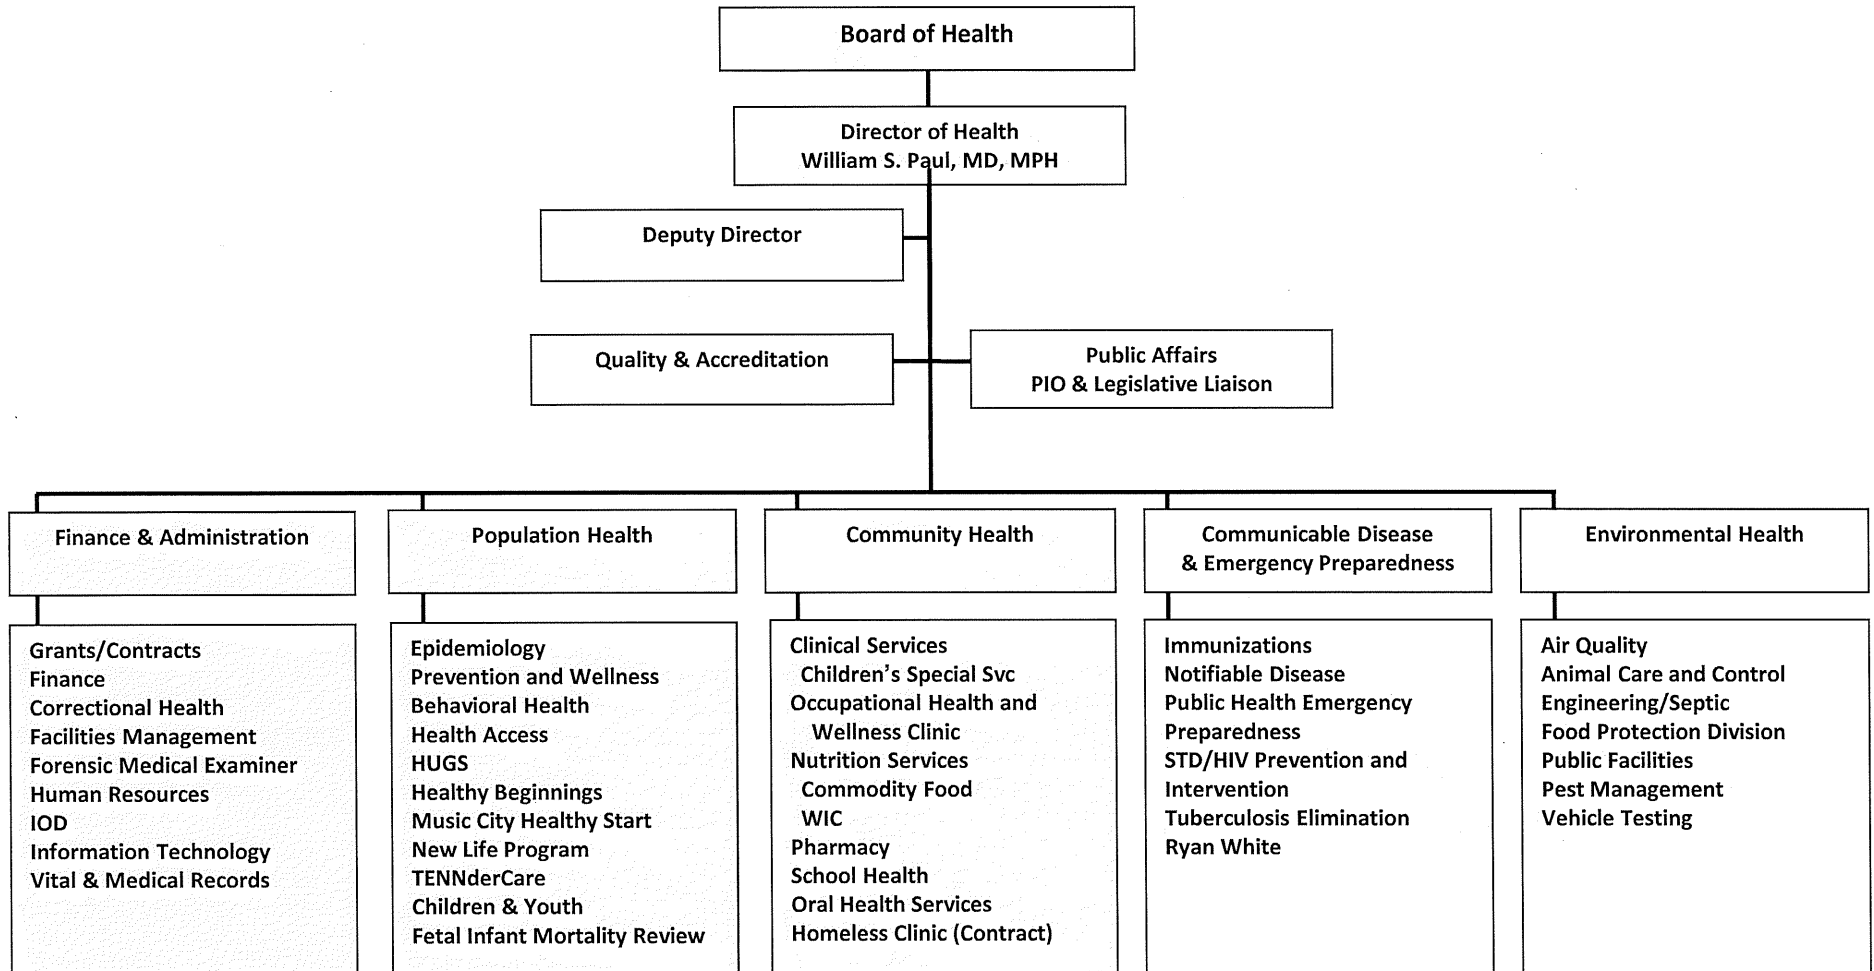 Board of Health
Director of Health
William S. Paul, MD, MPH
Deputy Director
Quality & Accreditation
Public Affairs
PIO & Legislative Liaison
Finance & Administration
Population Health
Community Health
Communicable Disease
& Emergency Preparedness
Environmental Health
Grants/Contracts
Finance
Correctional Health
Facilities Management
Forensic Medical Examiner
Human Resources
IOD
Information Technology
Vital & Medical Records
Epidemiology
Prevention and Wellness
Behavioral Health
Health Access
HUGS
Healthy Beginnings
Music City Healthy Start
New Life Program
TENNderCare
Children & Youth
Fetal Infant Mortality Review
Clinical Services
Children’s Special Svc
Occupational Health and
Wellness Clinic
Nutrition Services
Commodity Food
WIC
Pharmacy
School Health
Oral Health Services
Homeless Clinic (Contract)
Immunizations
Notifiable Disease
Public Health Emergency
Preparedness
STD/HIV Prevention and
Intervention
Tuberculosis Elimination
Ryan White
Air Quality
Animal Care and Control
Engineering/Septic
Food Protection Division
Public Facilities
Pest Management
Vehicle Testing